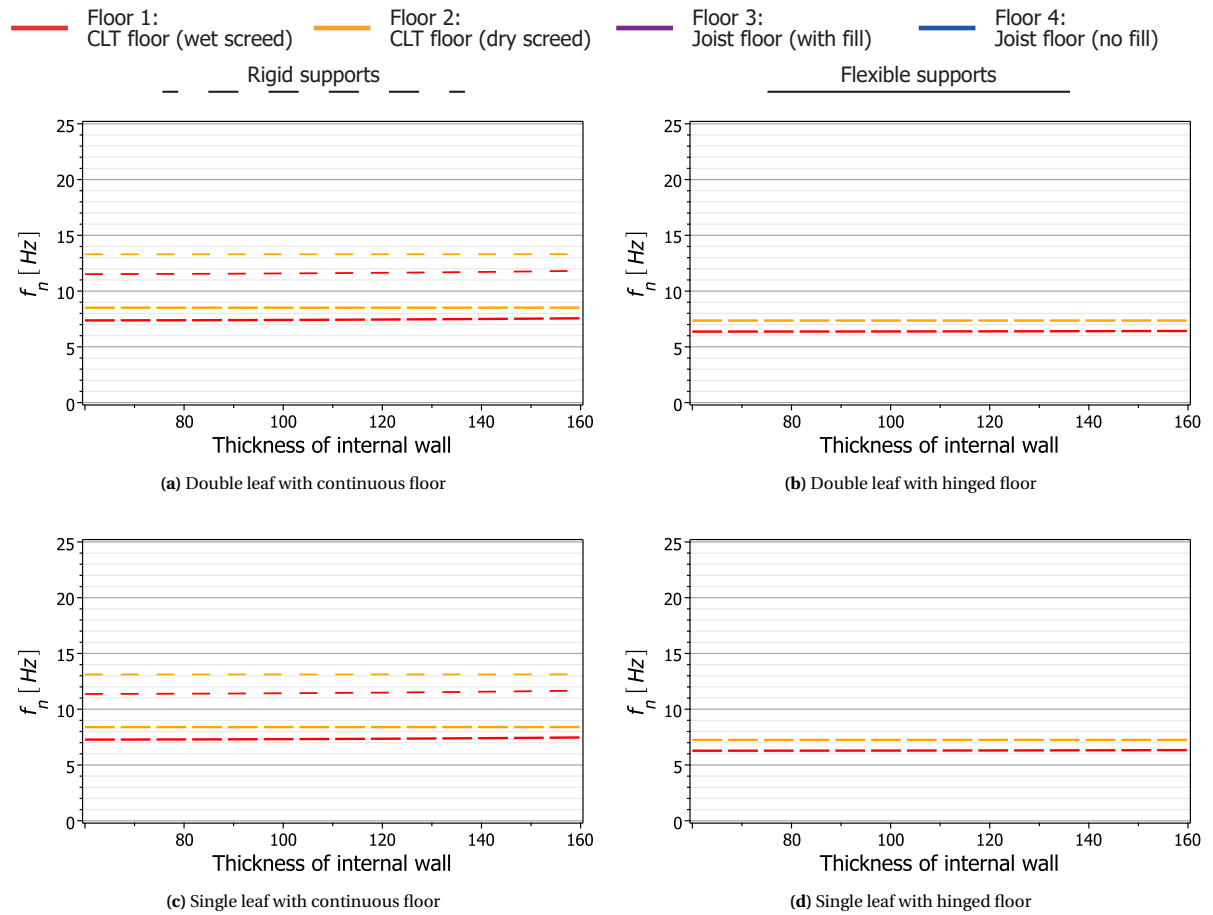 Floor 1:
CLT floor (wet screed)
Floor 2:
CLT floor (dry screed)
Floor 3:
Joist floor (with fill)
Floor 4:
Joist floor (no fill)
Rigid supports
Flexible supports
25
20
15
10
5
0
f_n [Hz]
80 100 120 140 160
Thickness of internal wall
(a) Double leaf with continuous floor
25
20
15
10
5
0
f_n [Hz]
80 100 120 140 160
Thickness of internal wall
(b) Double leaf with hinged floor
25
20
15
10
5
0
f_n [Hz]
80 100 120 140 160
Thickness of internal wall
(c) Single leaf with continuous floor
25
20
15
10
5
0
f_n [Hz]
80 100 120 140 160
Thickness of internal wall
(d) Single leaf with hinged floor